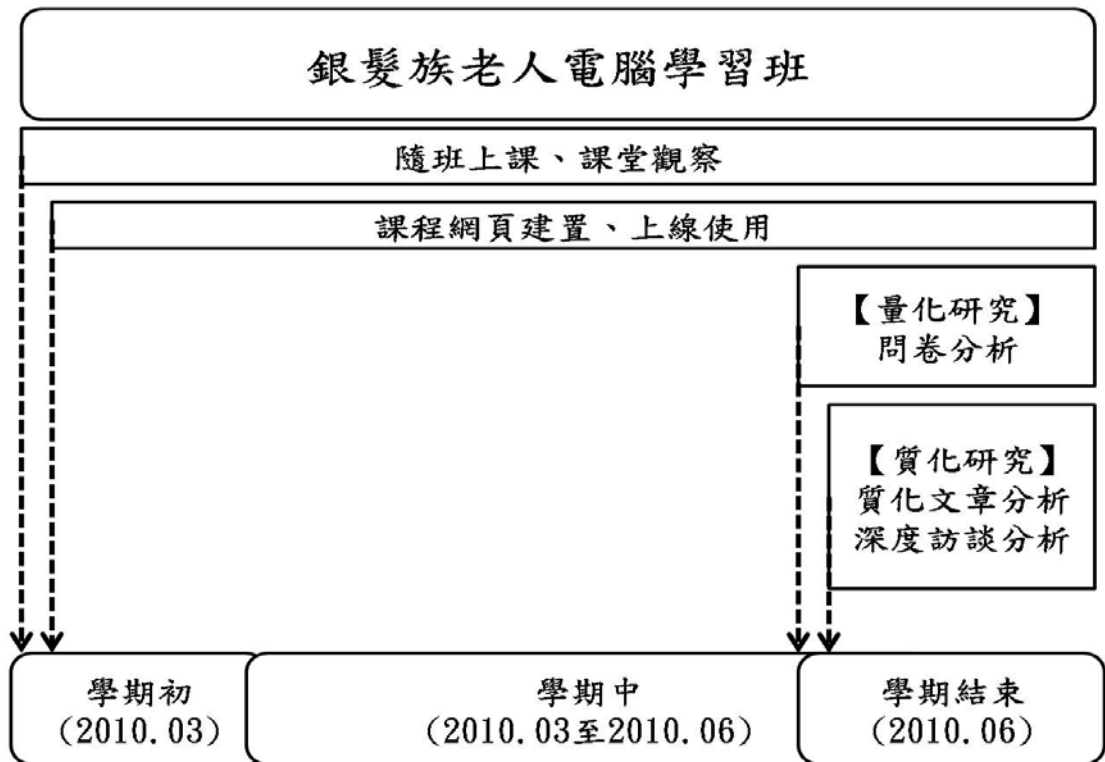 銀髮族老人電腦學習班
隨班上課、課堂觀察
課程網頁建置、上線使用
【量化研究】
問卷分析
【質化研究】
質化文章分析
深度訪談分析
學期初
(2010.03)
學期中
(2010.03至2010.06)
學期結束
(2010.06)